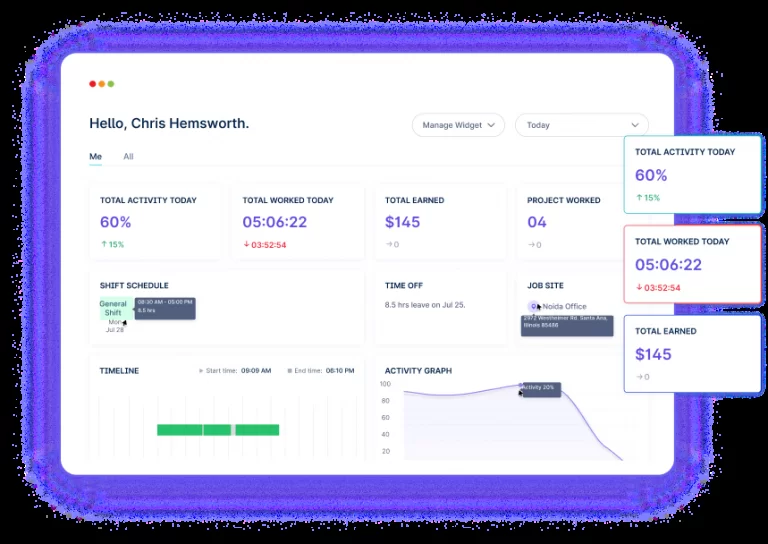 Hello, Chris Hemsworth.
Manage Widget
Today
Me
All
TOTAL ACTIVITY TODAY
60%
↑ 15%
TOTAL WORKED TODAY
05:06:22
↓ 03:52:54
TOTAL EARNED
$145
→ 0
PROJECT WORKED
04
→ 0
TOTAL ACTIVITY TODAY
60%
↑ 15%
TOTAL WORKED TODAY
05:06:22
↓ 03:52:54
TOTAL EARNED
$145
→ 0
SHIFT SCHEDULE
General
Shift
Mon,
Jul 28
08:30 AM - 05:00 PM
8.5 hrs
TIME OFF
8.5 hrs leave on Jul 25.
JOB SITE
Noida Office
2972 Westheimer Rd. Santa Ana,
Illinois 85486
TIMELINE
Start time: 09:09 AM
End time: 06:10 PM
ACTIVITY GRAPH
100
80
60
40
20
Activity 20%